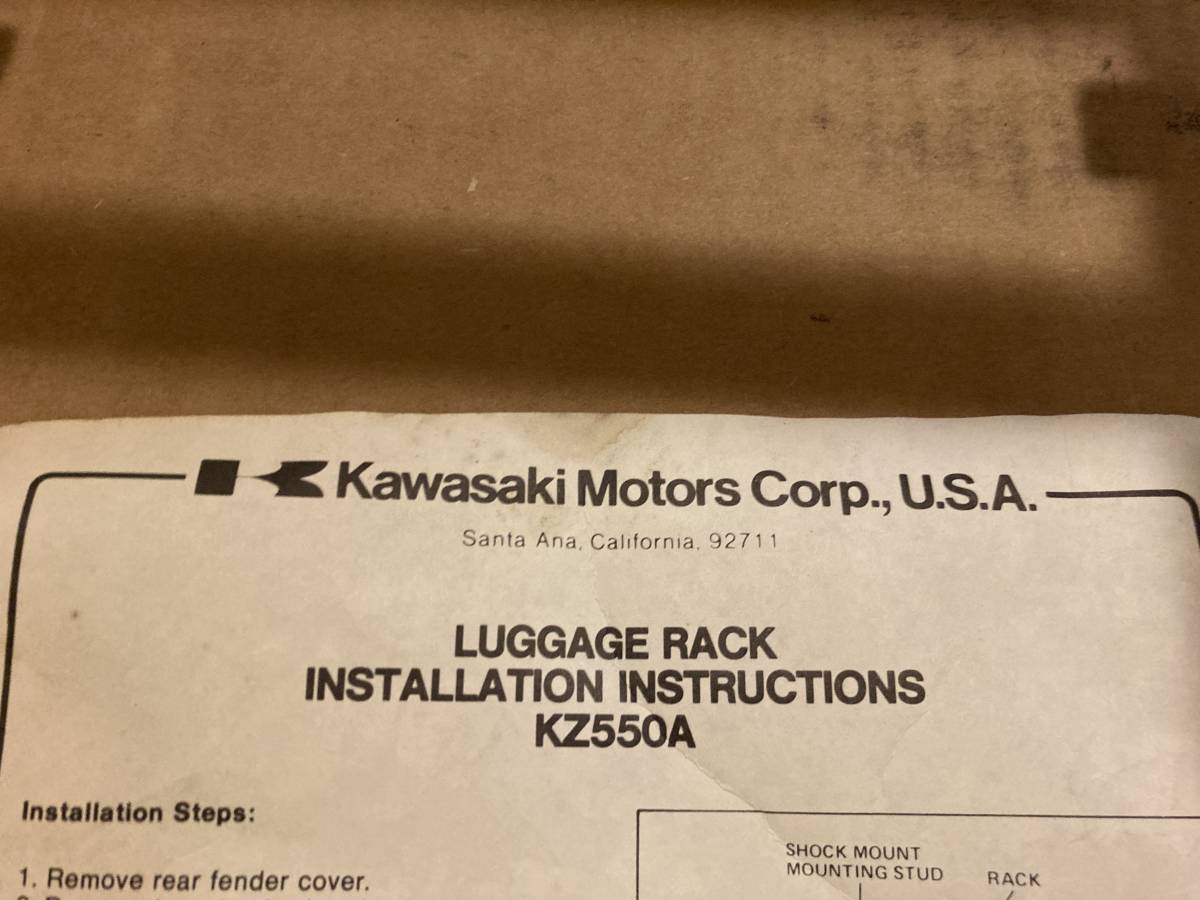 Kawasaki Motors Corp., U.S.A.
Santa Ana, California, 92711
LUGGAGE RACK
INSTALLATION INSTRUCTIONS
KZ550A
Installation Steps:
1. Remove rear fender cover.
SHOCK MOUNT
MOUNTING STUD
RACK